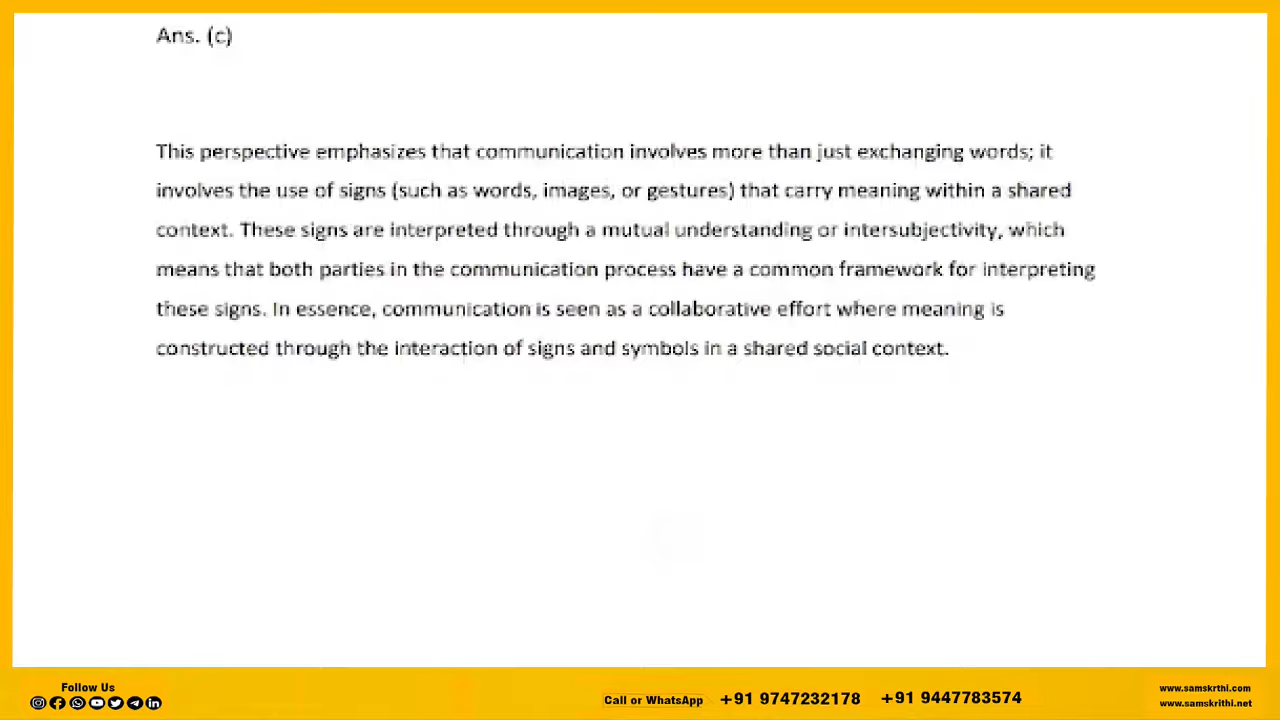 Ans. (c)
This perspective emphasizes that communication involves more than just exchanging words; it
involves the use of signs (such as words, images, or gestures) that carry meaning within a shared
context. These signs are interpreted through a mutual understanding or intersubjectivity, which
means that both parties in the communication process have a common framework for interpreting
these signs. In essence, communication is seen as a collaborative effort where meaning is
constructed through the interaction of signs and symbols in a shared social context.
Follow Us
Call or WhatsApp +91 9747232178 +91 9447783574
www.samskrthi.com
www.samskrithi.net